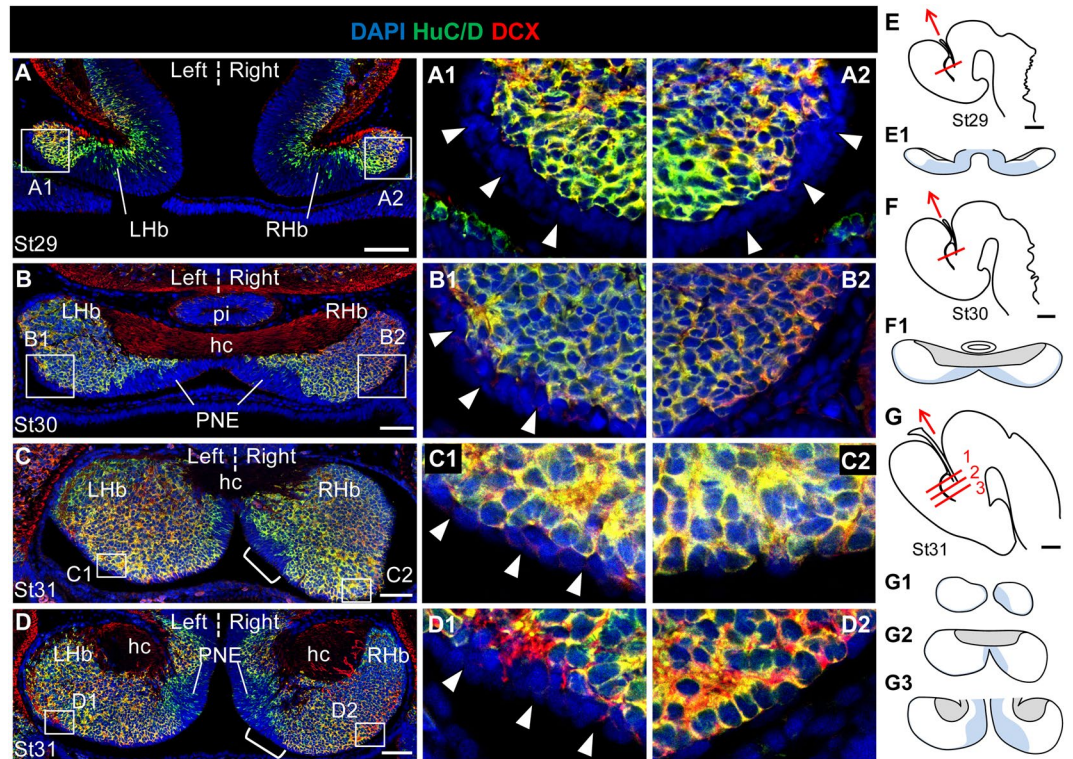 DAPI HuC/D DCX
A
Left Right
A1
A2
LHb
RHb
St29
A1
A2
B
Left Right
LHb
RHb
pi
B1
B2
hc
PNE
St30
B1
B2
C
Left Right
hc
LHb
RHb
C1
C2
St31
C1
C2
D
Left Right
hc
hc
LHb
PNE
RHb
D1
D2
St31
D1
D2
E
St29
E1
F
St30
F1
G
1
2
3
St31
G1
G2
G3